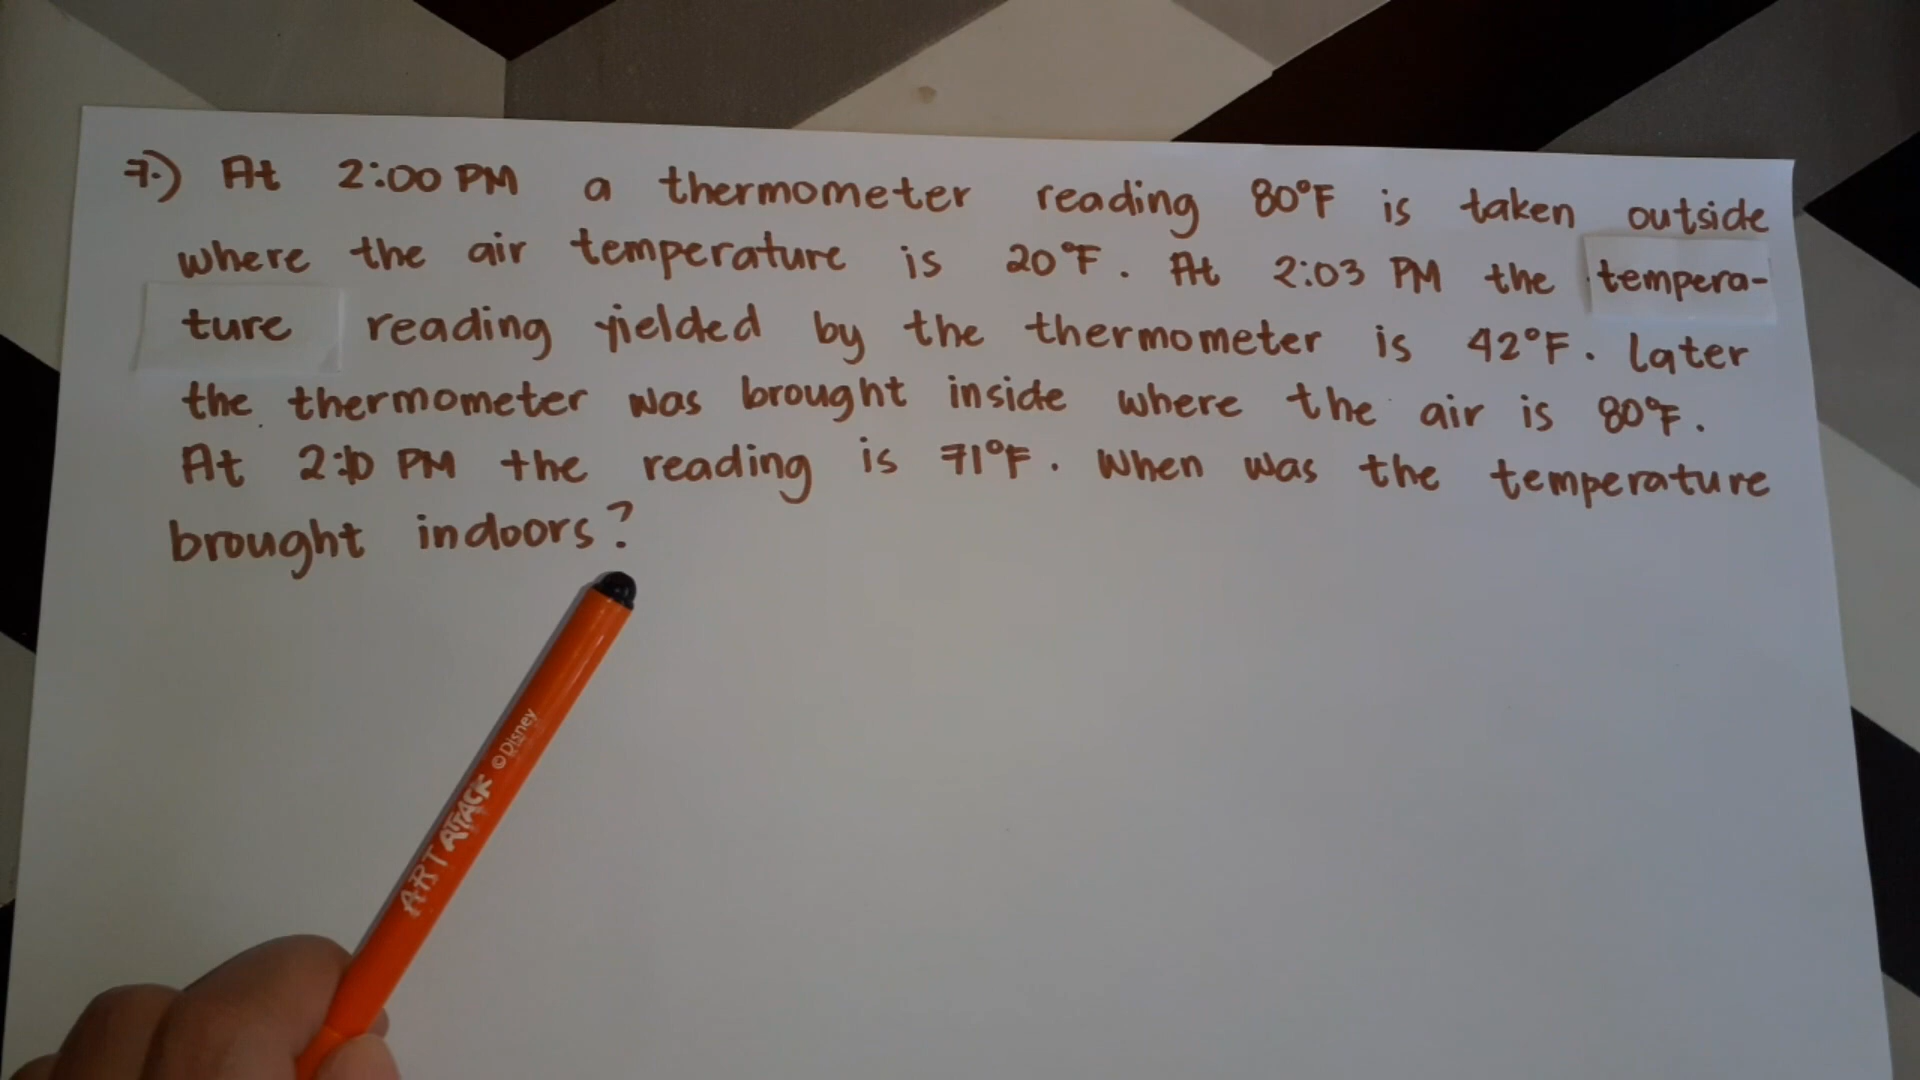 7.) At 2:00 PM a thermometer reading 80°F is taken outside
where the air temperature is 20°F. At 2:03 PM the tempera-
ture reading yielded by the thermometer is 42°F. Later
the thermometer was brought inside where the air is 80°F.
At 2:10 PM the reading is 71°F. When was the temperature
brought indoors?
ART ATTACK ©Disney